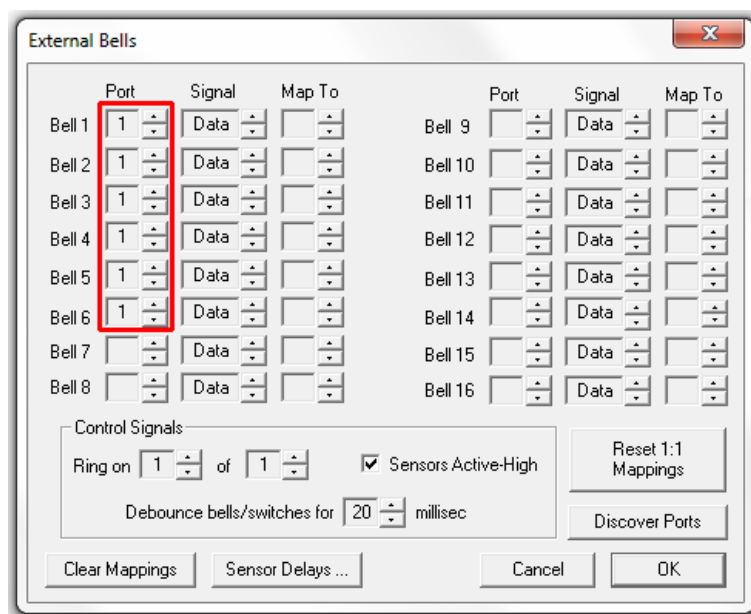 External Bells
Port Signal Map To Port Signal Map To
Bell 1 1 Data Bell 9 Data
Bell 2 1 Data Bell 10 Data
Bell 3 1 Data Bell 11 Data
Bell 4 1 Data Bell 12 Data
Bell 5 1 Data Bell 13 Data
Bell 6 1 Data Bell 14 Data
Bell 7 Data Bell 15 Data
Bell 8 Data Bell 16 Data
Control Signals
Ring on 1 of 1 Sensors Active-High
Debounce bells/switches for 20 millisec
Reset 1:1
Mappings
Discover Ports
Clear Mappings Sensor Delays ... Cancel OK